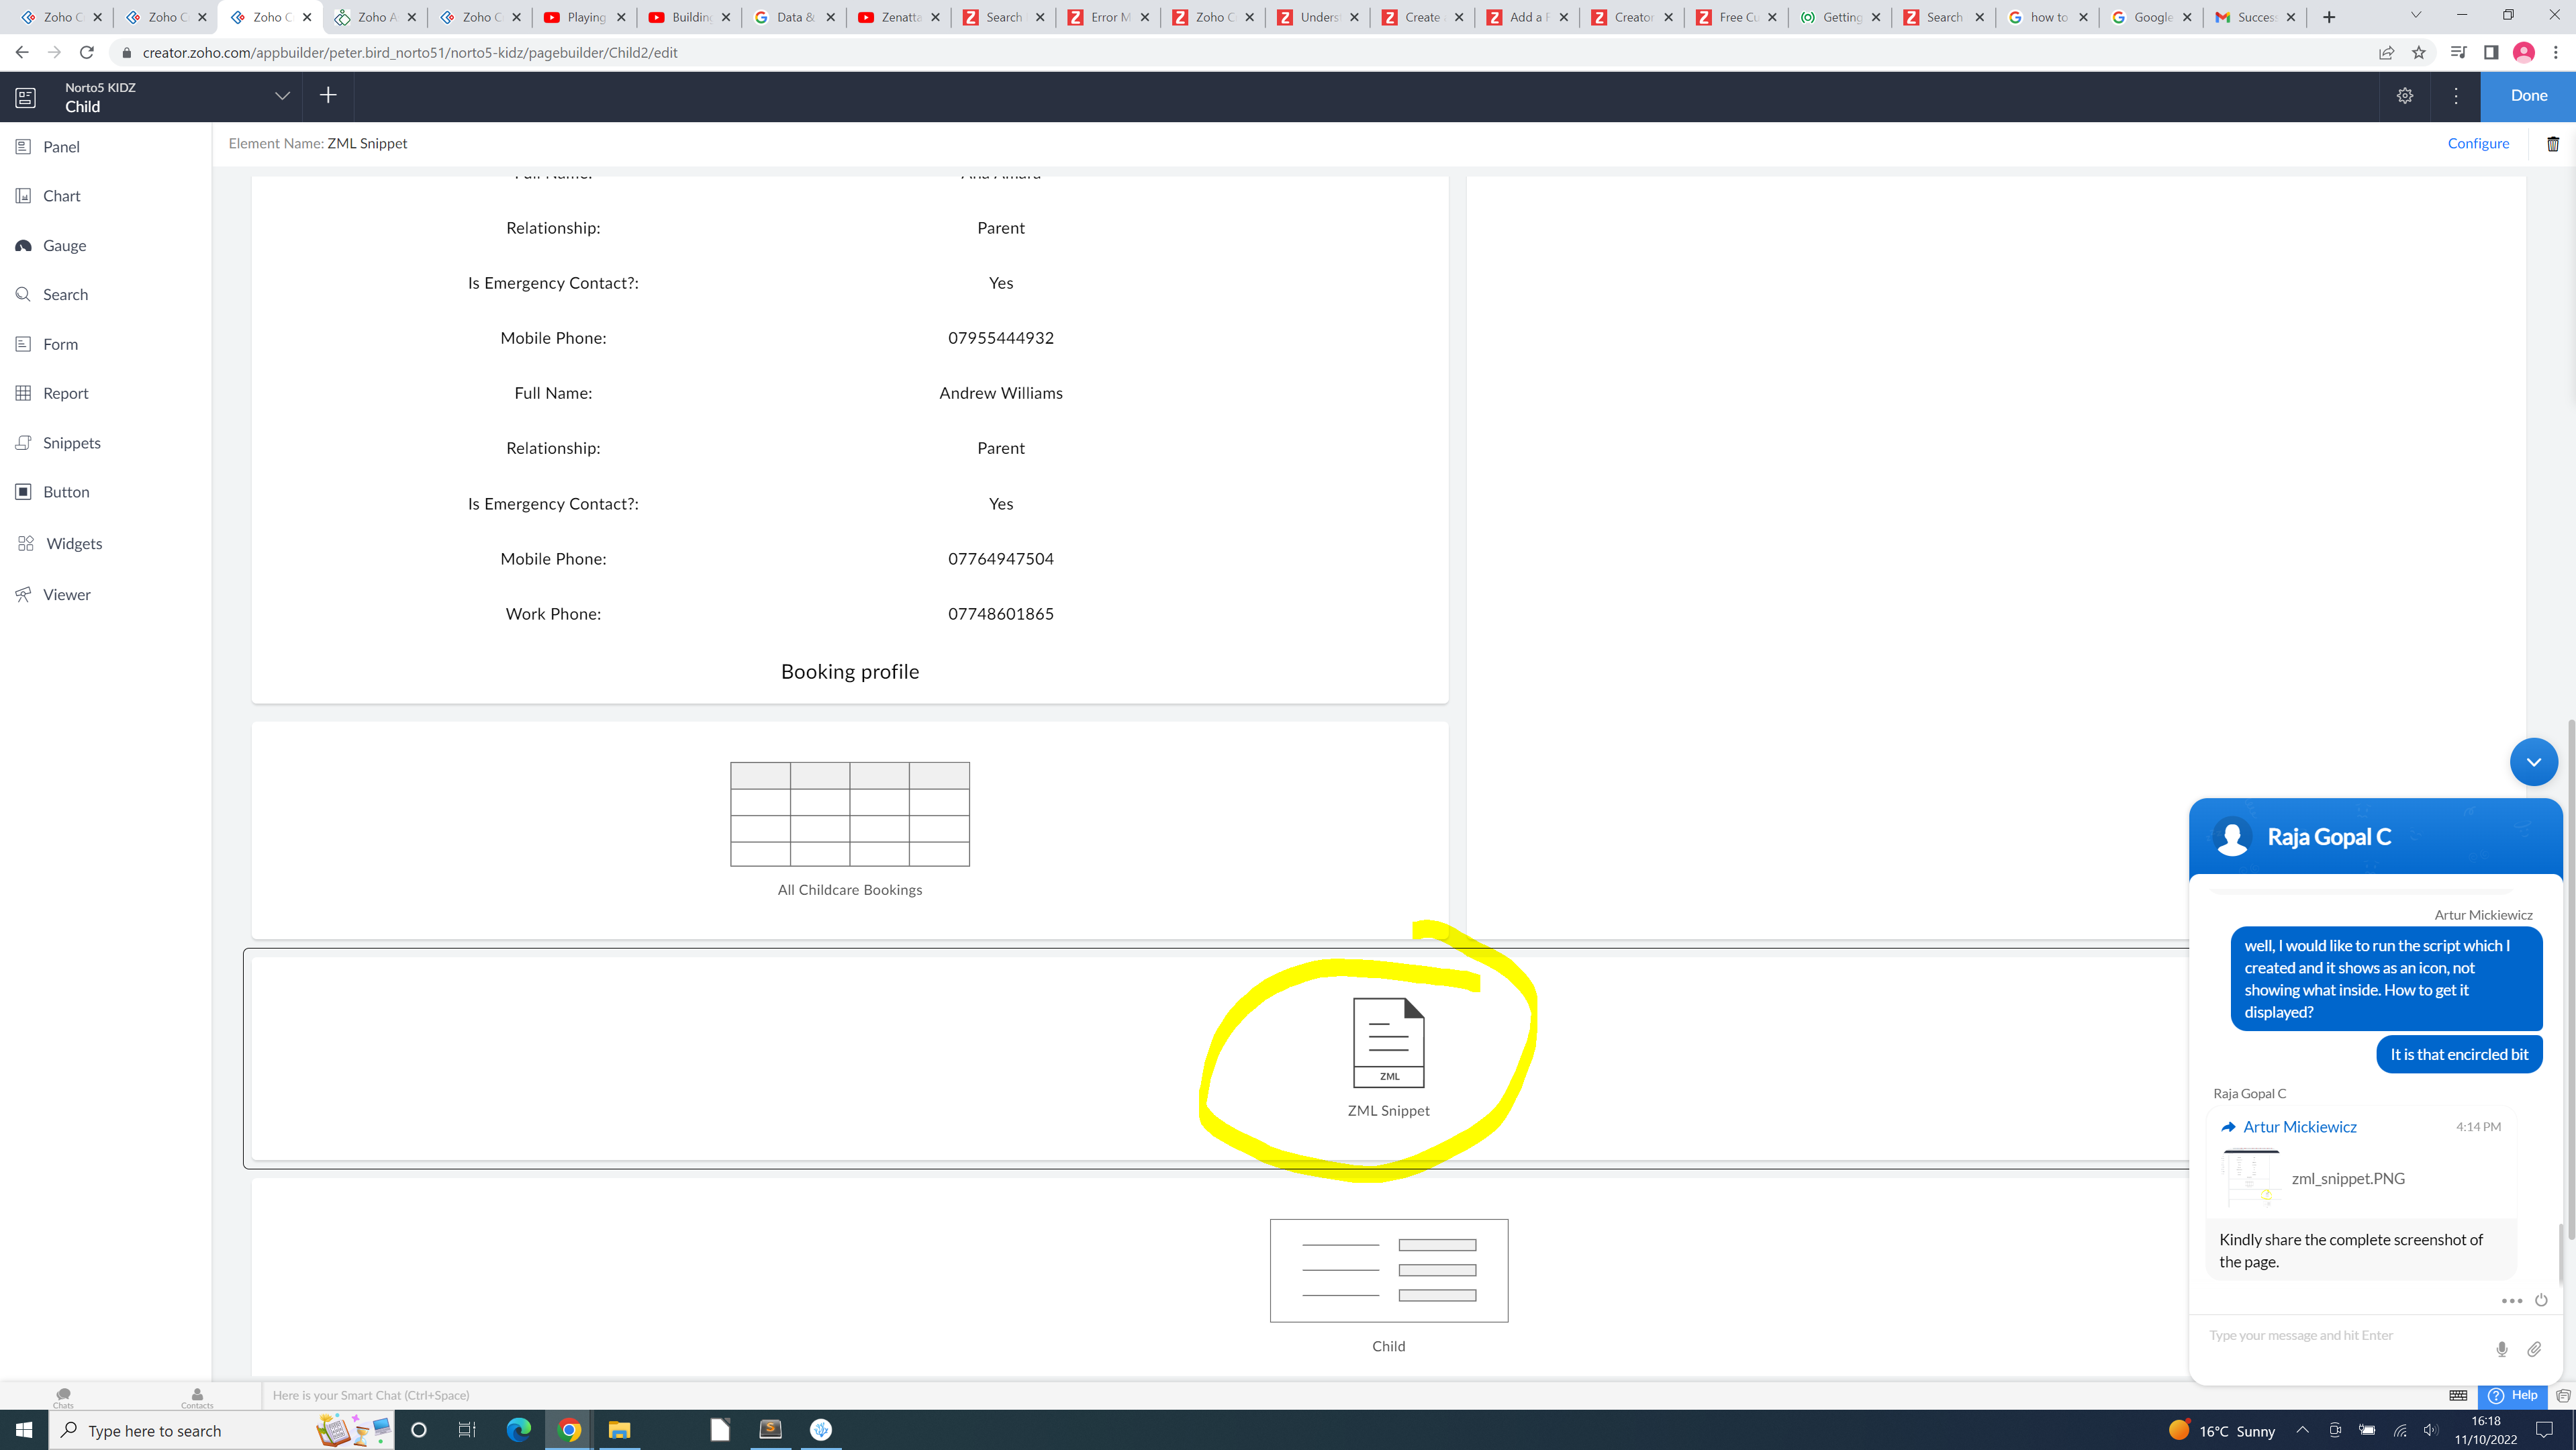 Zoho C
Zoho C
Zoho C
Zoho A
Zoho C
Playing
Building
Data &
Zenatta
Search
Error M
Zoho C
Underst
Create
Add a F
Creator
Free Cu
Getting
Search
how to
Google
Success
creator.zoho.com/appbuilder/peter.bird_norto51/norto5-kidz/pagebuilder/Child2/edit
Norto5 KIDZ
Child
Done
Panel
Chart
Gauge
Search
Form
Report
Snippets
Button
Widgets
Viewer
Element Name: ZML Snippet
Configure
Full Name: Ana Amara
Relationship: Parent
Is Emergency Contact?: Yes
Mobile Phone: 07955444932
Full Name: Andrew Williams
Relationship: Parent
Is Emergency Contact?: Yes
Mobile Phone: 07764947504
Work Phone: 07748601865
Booking profile
All Childcare Bookings
ZML
ZML Snippet
Child
Raja Gopal C
Artur Mickiewicz
well, I would like to run the script which I
created and it shows as an icon, not
showing what inside. How to get it
displayed?
It is that encircled bit
Raja Gopal C
Artur Mickiewicz 4:14 PM
zml_snippet.PNG
Kindly share the complete screenshot of
the page.
Type your message and hit Enter
Chats
Contacts
Here is your Smart Chat (Ctrl+Space)
Help
Type here to search
16°C Sunny
16:18
11/10/2022